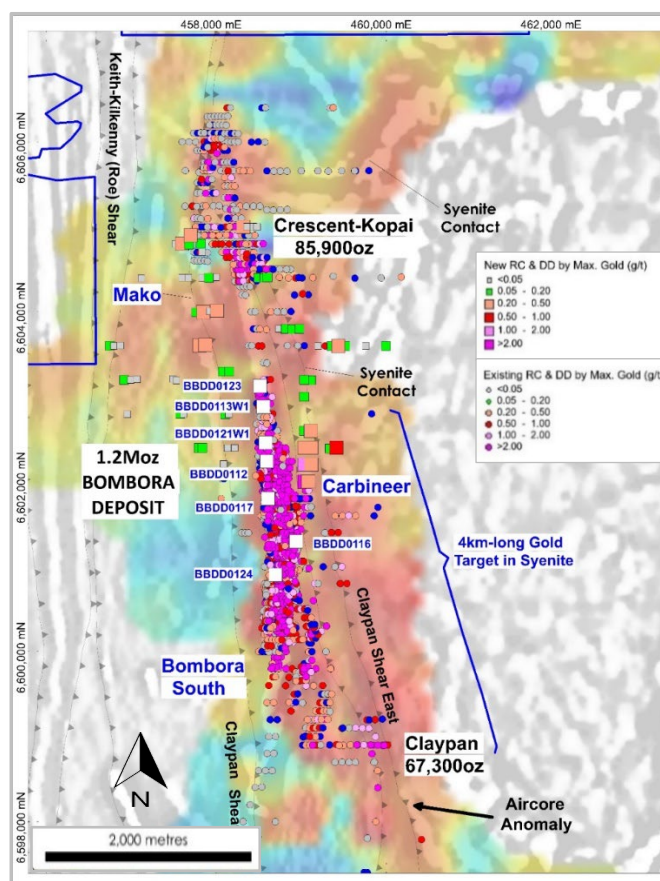 458,000 mE
460,000 mE
462,000 mE
Keith-Kilkenny (Roe) Shear
6,606,000 mN
Syenite
Contact
Crescent-Kopai
85,900oz
New RC & DD by Max. Gold (g/t)
<0.05
0.05 - 0.20
0.20 - 0.50
0.50 - 1.00
1.00 - 2.00
>2.00
Mako
6,604,000 mN
Existing RC & DD by Max. Gold (g/t)
<0.05
0.05 - 0.20
0.20 - 0.50
0.50 - 1.00
1.00 - 2.00
>2.00
Syenite
Contact
BBDD0123
BBDD0113W1
BBDD0121W1
1.2Moz
BOMBORA
DEPOSIT
BBDD0112
Carbineer
6,602,000 mN
BBDD0117
BBDD0116
4km-long Gold
Target in Syenite
BBDD0124
Claypan Shear East
Bombora
South
6,600,000 mN
Claypan Shea
Claypan
67,300oz
Aircore
Anomaly
N
6,598,000 mN
2,000 metres